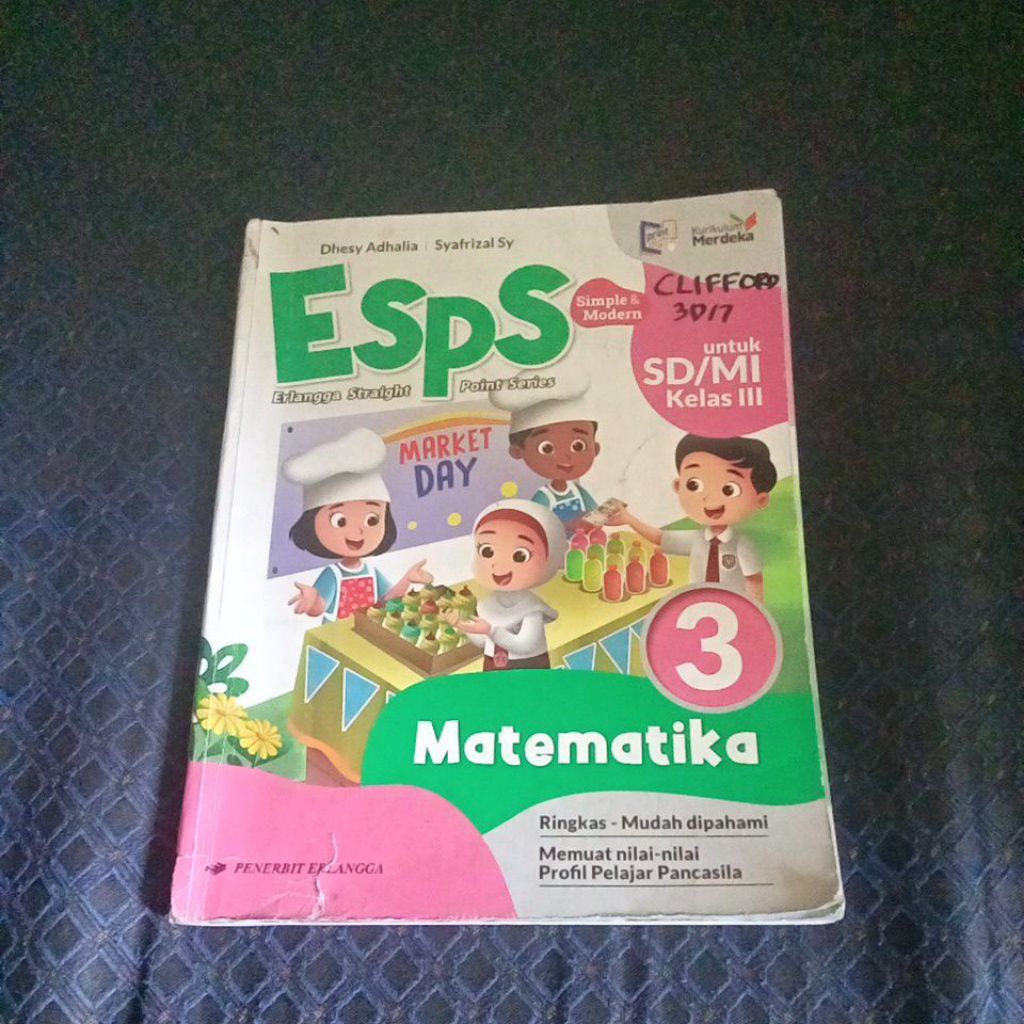 Dhesy Adhalia | Syafrizal Sy
print
Kurikulum
Merdeka
CLIFFORD
3D/7
ESPS
Simple &
Modern
Erlangga Straight Point Series
untuk
SD/MI
Kelas III
MARKET
DAY
3
Matematika
Ringkas - Mudah dipahami
Memuat nilai-nilai
Profil Pelajar Pancasila
PENERBIT ERLANGGA